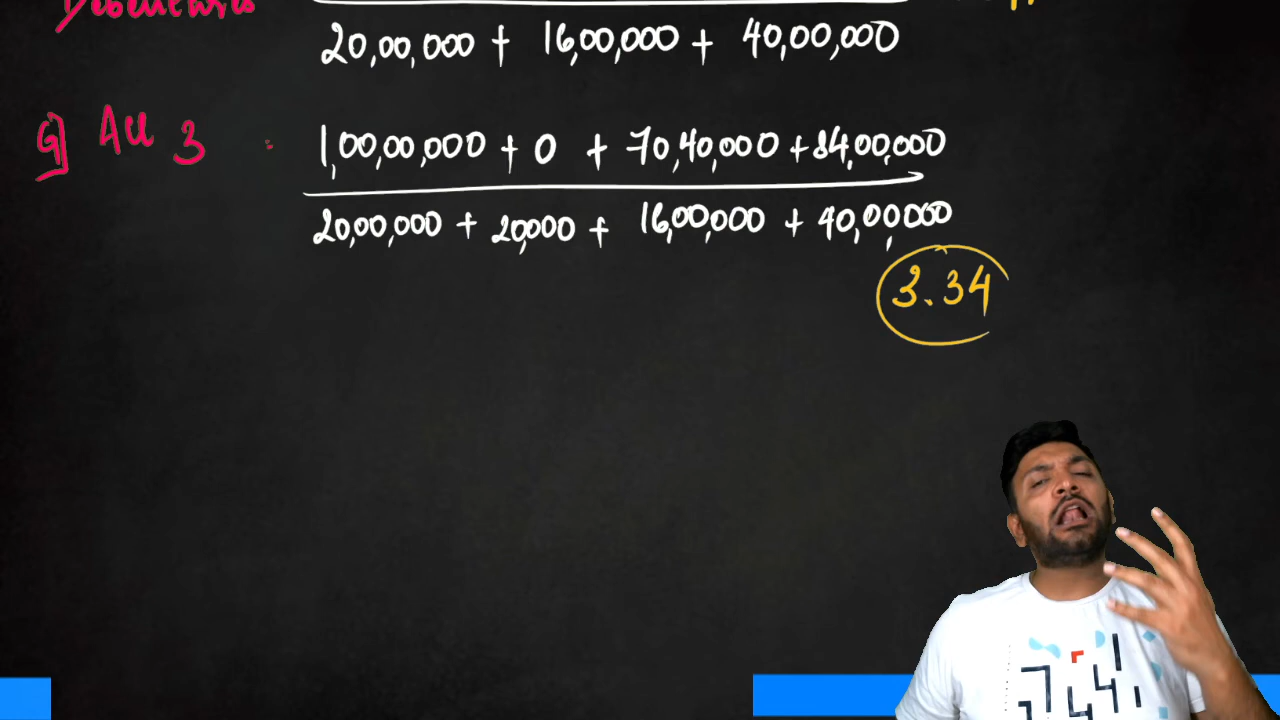 20,00,000 + 16,00,000 + 40,00,000
G] All 3 = 1,00,00,000 + 0 + 70,40,000 + 84,00,000
20,00,000 + 20,000 + 16,00,000 + 40,00,000
3.34